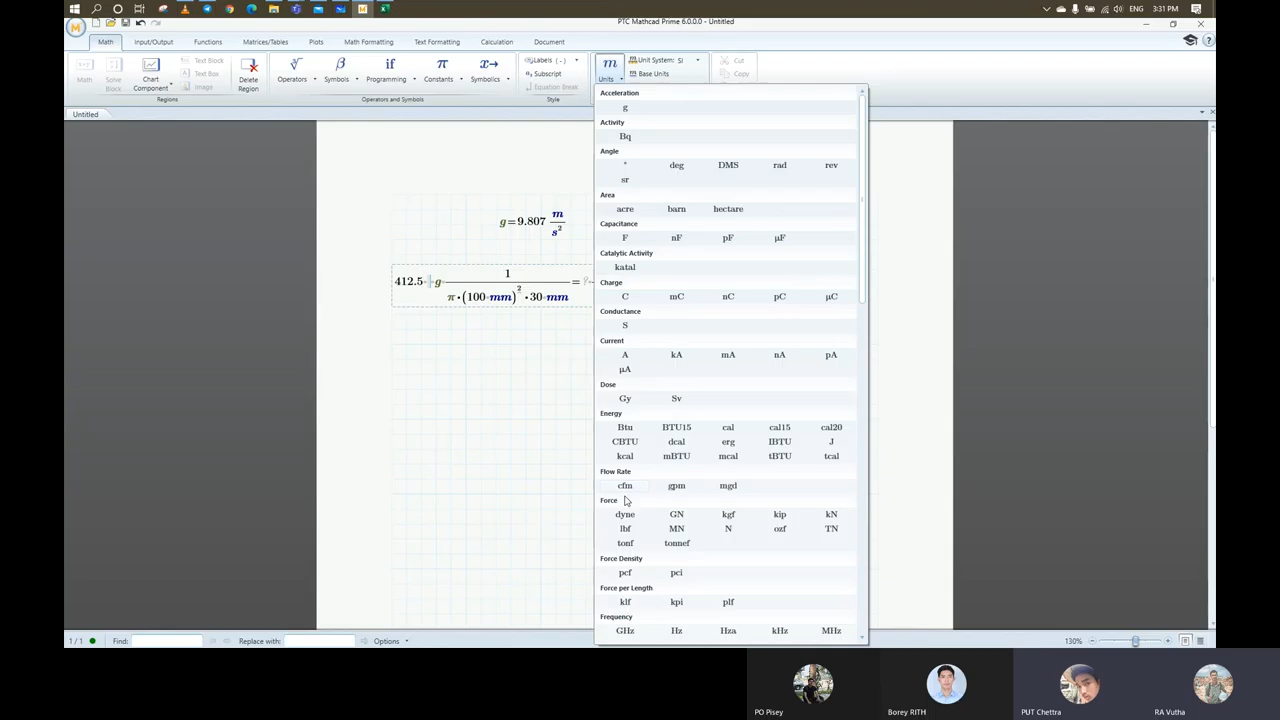 ENG 3:31 PM
PTC Mathcad Prime 6.0.0.0 - Untitled
Math Input/Output Functions Matrices/Tables Plots Math Formatting Text Formatting Calculation Document
Math Solve Block Chart Component Text Block Text Box Image Delete Region Operators Symbols Programming Constants Symbolics Labels (-) Subscript Equation Break Units Unit System: SI Base Units Cut Copy
Regions Operators and Symbols Style
Untitled
g=9.807 m/s²
412.5 g 1/(π•(100 mm)²•30 mm) = ?
Acceleration
g
Activity
Bq
Angle
° deg DMS rad rev
sr
Area
acre barn hectare
Capacitance
F nF pF μF
Catalytic Activity
katal
Charge
C mC nC pC μC
Conductance
S
Current
A kA mA nA pA
μA
Dose
Gy Sv
Energy
Btu BTU15 cal cal15 cal20
CBTU dcal erg IBTU J
kcal mBTU mcal tBTU tcal
Flow Rate
cfm gpm mgd
Force
dyne GN kgf kip kN
lbf MN N ozf TN
tonf tonnef
Force Density
pcf pci
Force per Length
klf kpi plf
Frequency
GHz Hz Hza kHz MHz
1 / 1 Find: Replace with: Options 130%
PO Pisey Borey RITH PUT Chettra RA Vutha